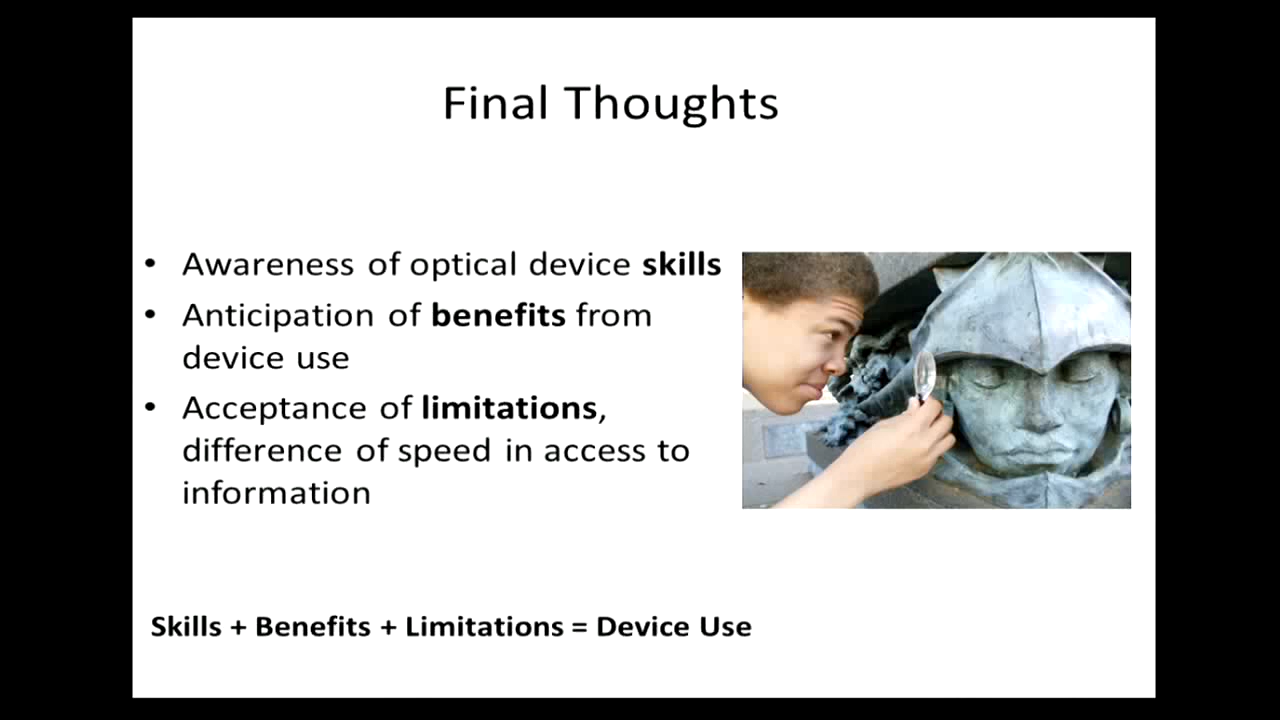 Final Thoughts
• Awareness of optical device skills
• Anticipation of benefits from
device use
• Acceptance of limitations,
difference of speed in access to
information
Skills + Benefits + Limitations = Device Use